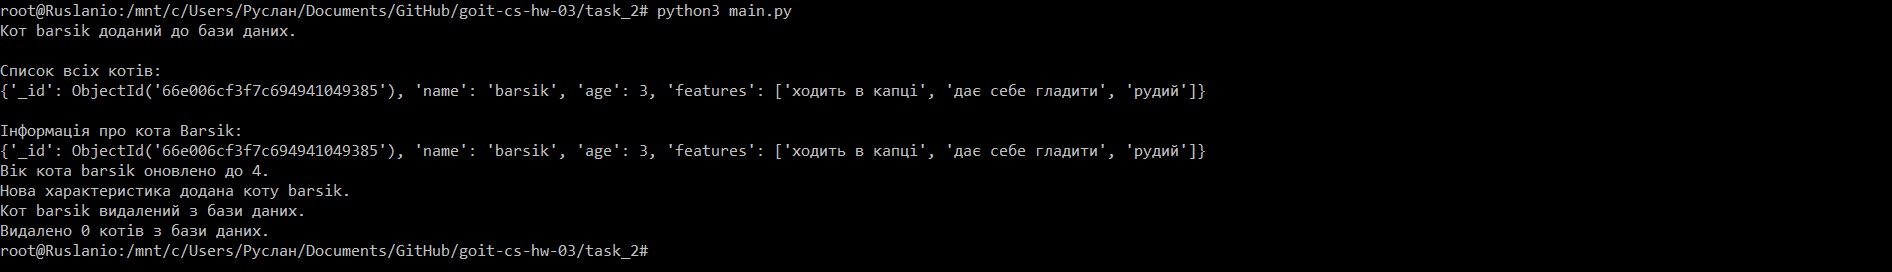 root@Ruslanio:/mnt/c/Users/Руслан/Documents/GitHub/goit-cs-hw-03/task_2# python3 main.py
Кот barsik доданий до бази даних.
Список всіх котів:
{'_id': ObjectId('66e006cf3f7c694941049385'), 'name': 'barsik', 'age': 3, 'features': ['ходить в капці', 'дає себе гладити', 'рудий']}
Інформація про кота Barsik:
{'_id': ObjectId('66e006cf3f7c694941049385'), 'name': 'barsik', 'age': 3, 'features': ['ходить в капці', 'дає себе гладити', 'рудий']}
Вік кота barsik оновлено до 4.
Нова характеристика додана коту barsik.
Кот barsik видалений з бази даних.
Видалено 0 котів з бази даних.
root@Ruslanio:/mnt/c/Users/Руслан/Documents/GitHub/goit-cs-hw-03/task_2#